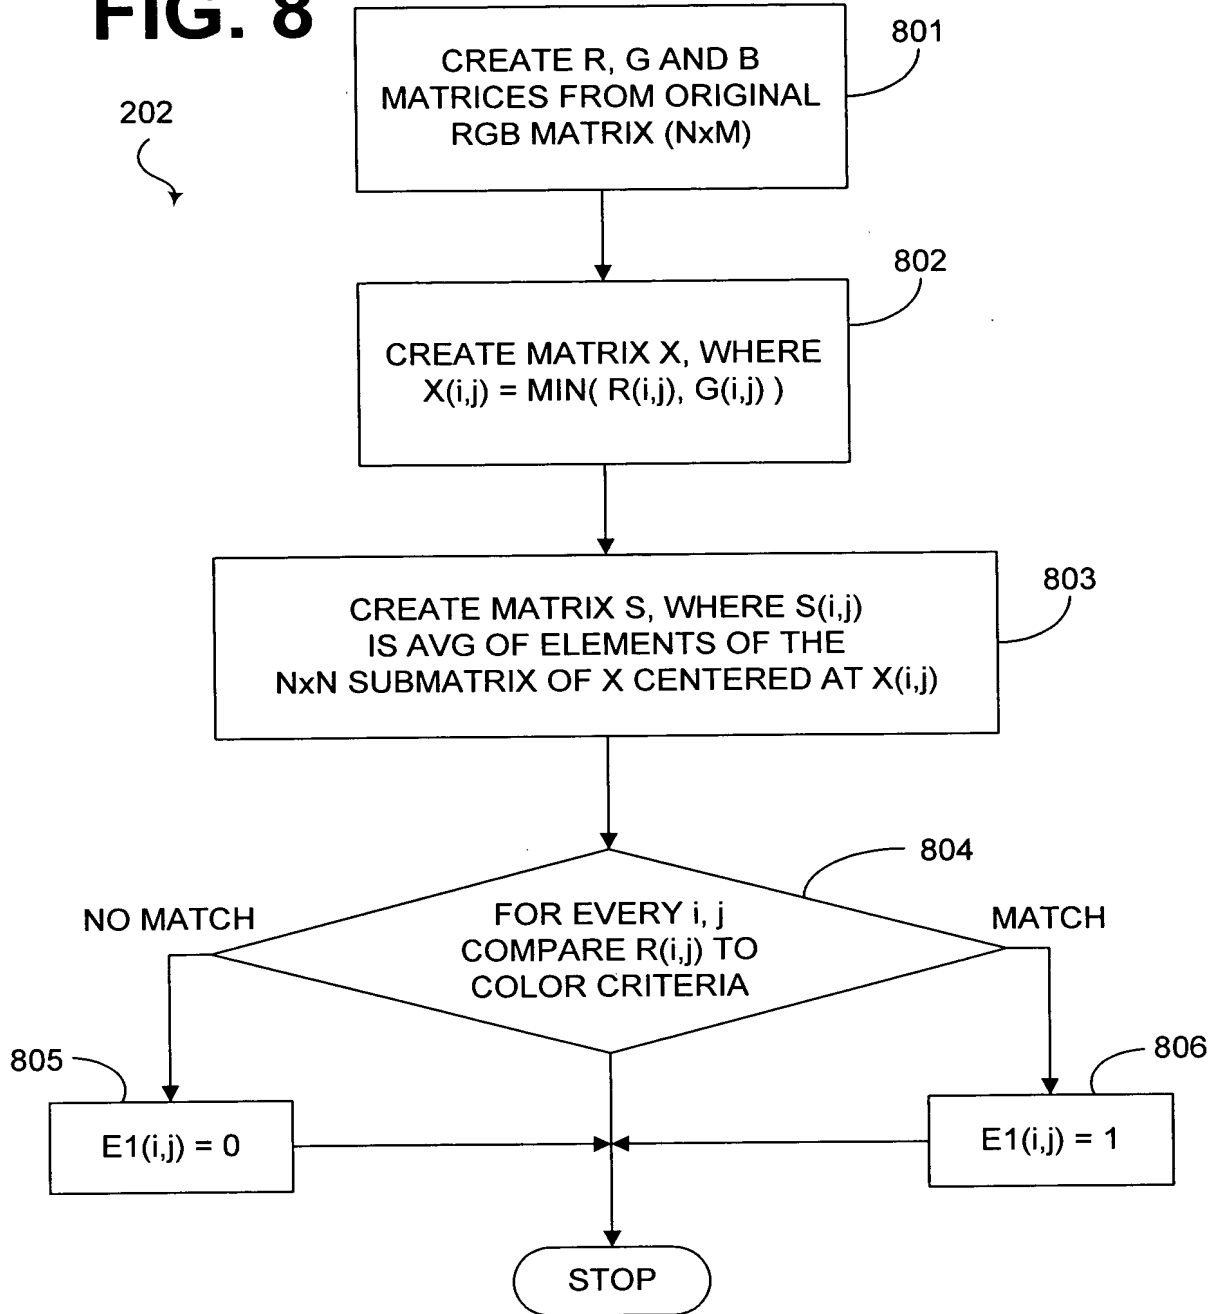 FIG. 8
202
801
CREATE R, G AND B
MATRICES FROM ORIGINAL
RGB MATRIX (NxM)
802
CREATE MATRIX X, WHERE
X(i,j) = MIN( R(i,j), G(i,j) )
803
CREATE MATRIX S, WHERE S(i,j)
IS AVG OF ELEMENTS OF THE
NxN SUBMATRIX OF X CENTERED AT X(i,j)
804
NO MATCH
MATCH
FOR EVERY i, j
COMPARE R(i,j) TO
COLOR CRITERIA
805
E1(i,j) = 0
806
E1(i,j) = 1
STOP